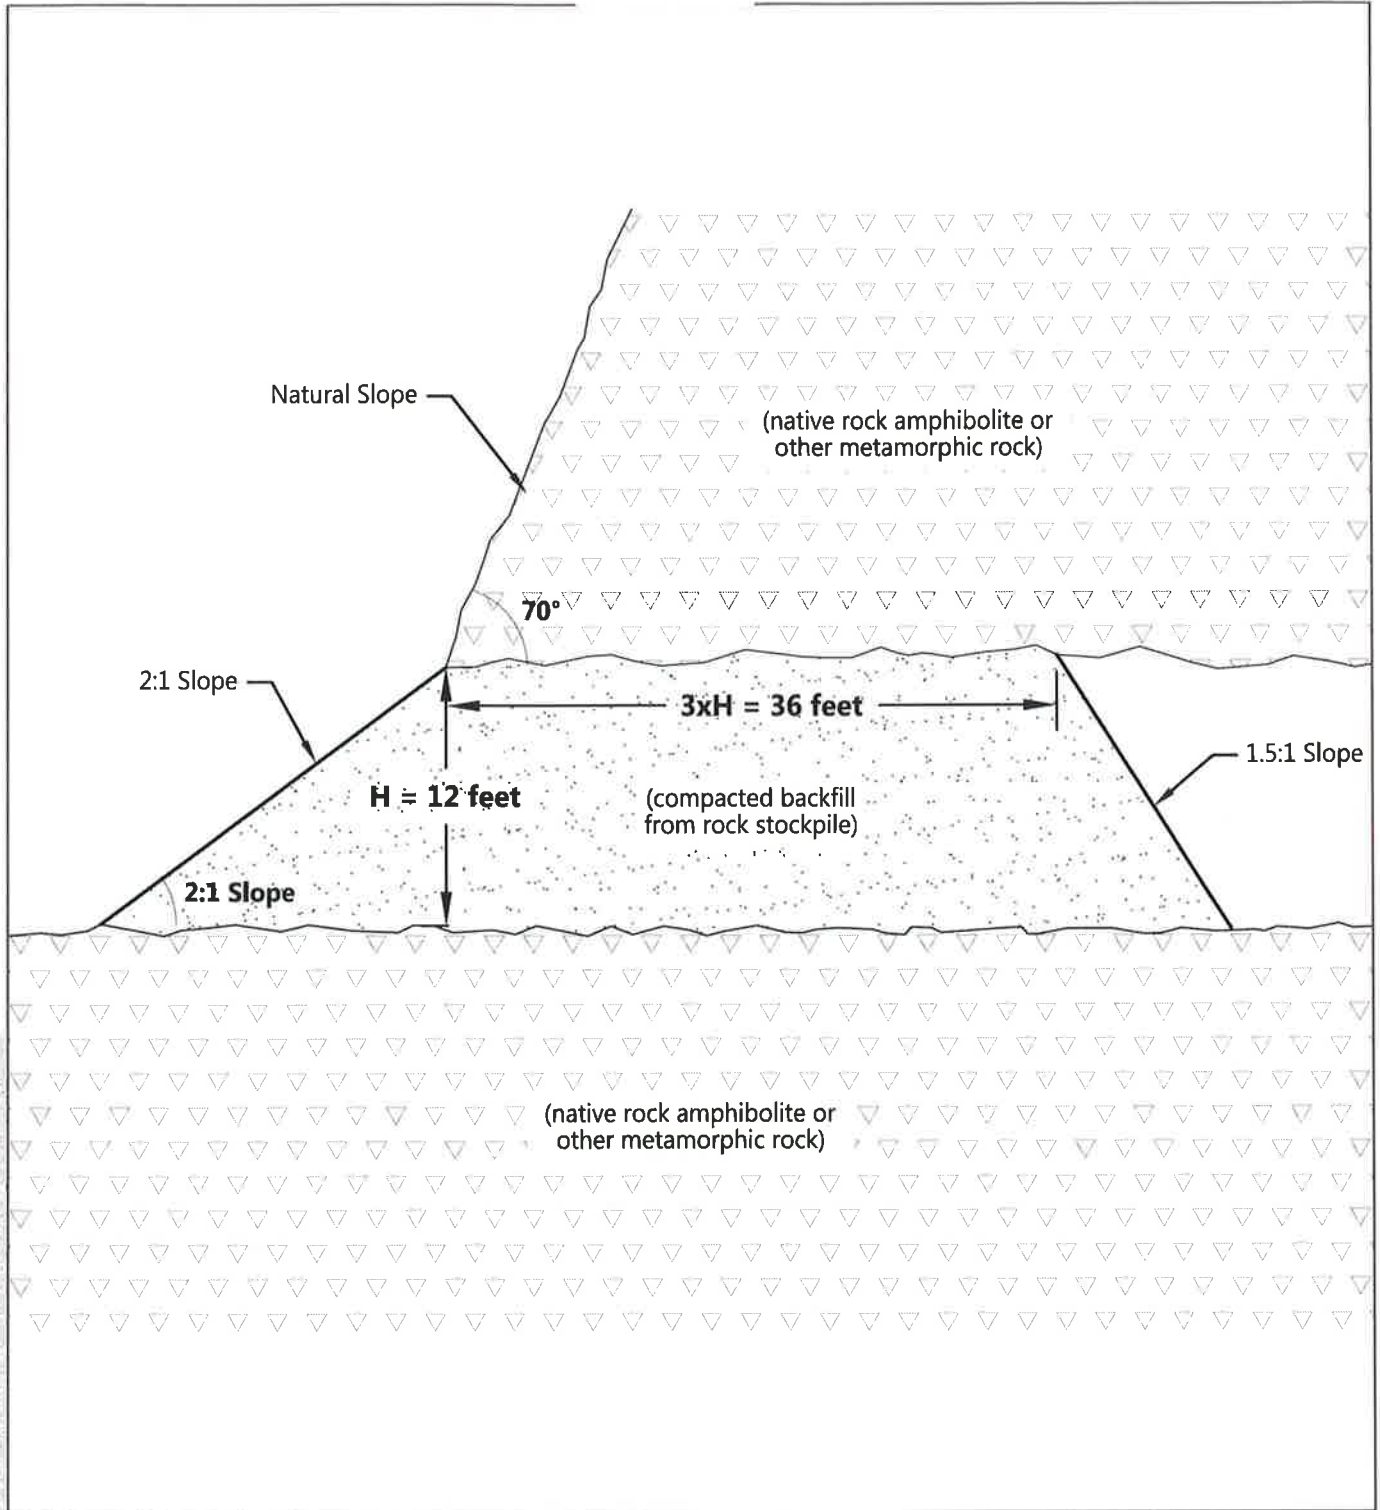 Natural Slope
(native rock amphibolite or
other metamorphic rock)
70°
2:1 Slope
3xH = 36 feet
1.5:1 Slope
H = 12 feet
(compacted backfill
from rock stockpile)
2:1 Slope
(native rock amphibolite or
other metamorphic rock)